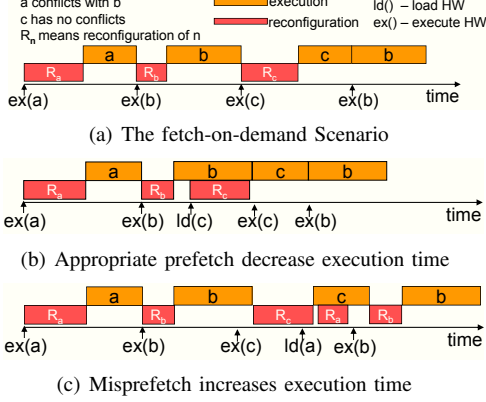 a conflicts with b
execution
ld() – load HW
c has no conflicts
reconfiguration
ex() – execute HW
Rn means reconfiguration of n
a b c b
Ra Rb Rc
ex(a) ex(b) ex(c) ex(b) time
(a) The fetch-on-demand Scenario
a b c b
Ra Rb Rc
ex(a) ex(b) ld(c) ex(c) ex(b) time
(b) Appropriate prefetch decrease execution time
a b c b
Ra Rb Rc Ra Rb
ex(a) ex(b) ex(c) ld(a) ex(b) time
(c) Misprefetch increases execution time